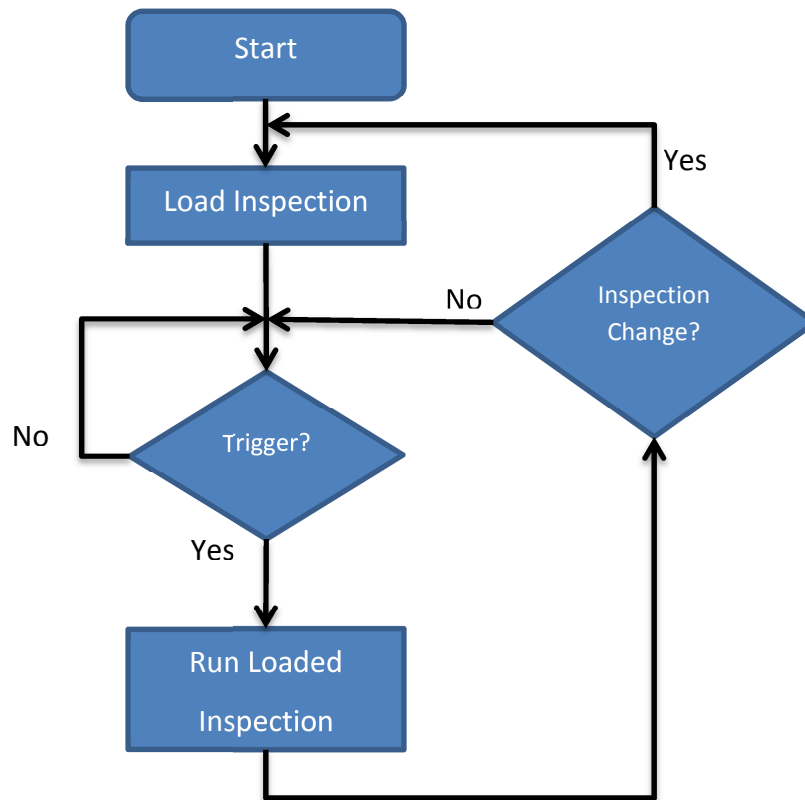 Start
Yes
Load Inspection
No
Inspection
Change?
No
Trigger?
Yes
Run Loaded
Inspection